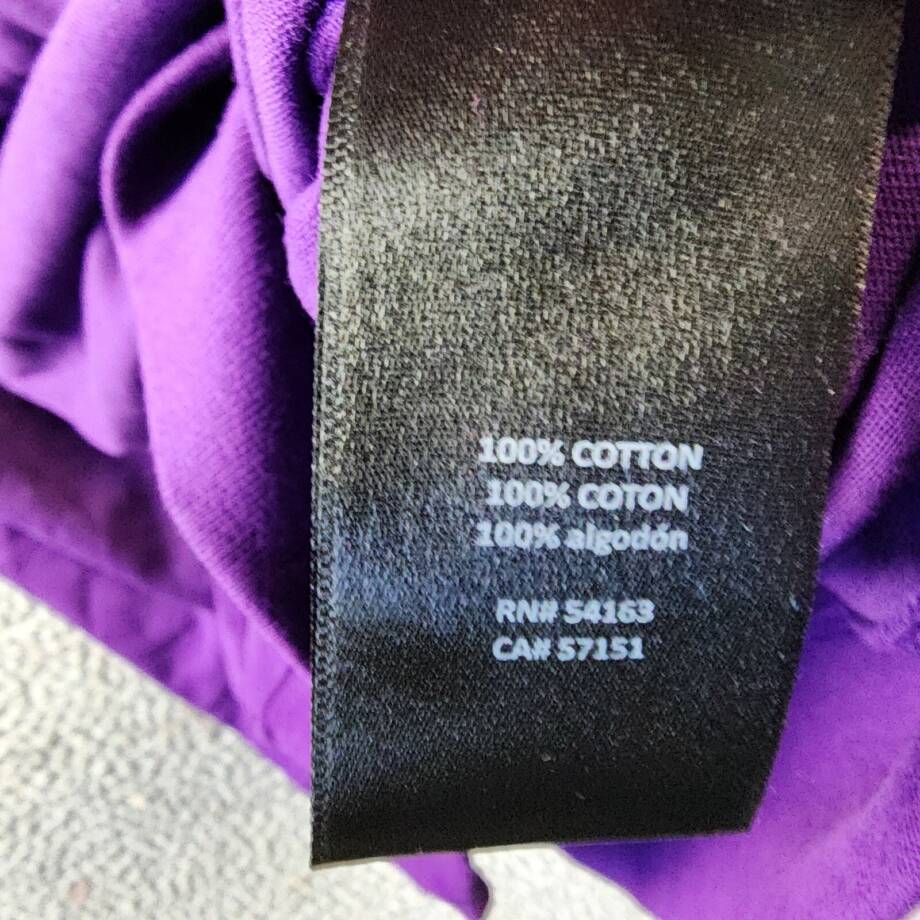 100% COTTON
100% COTON
100% algodón
RN# 54163
CA# 57151